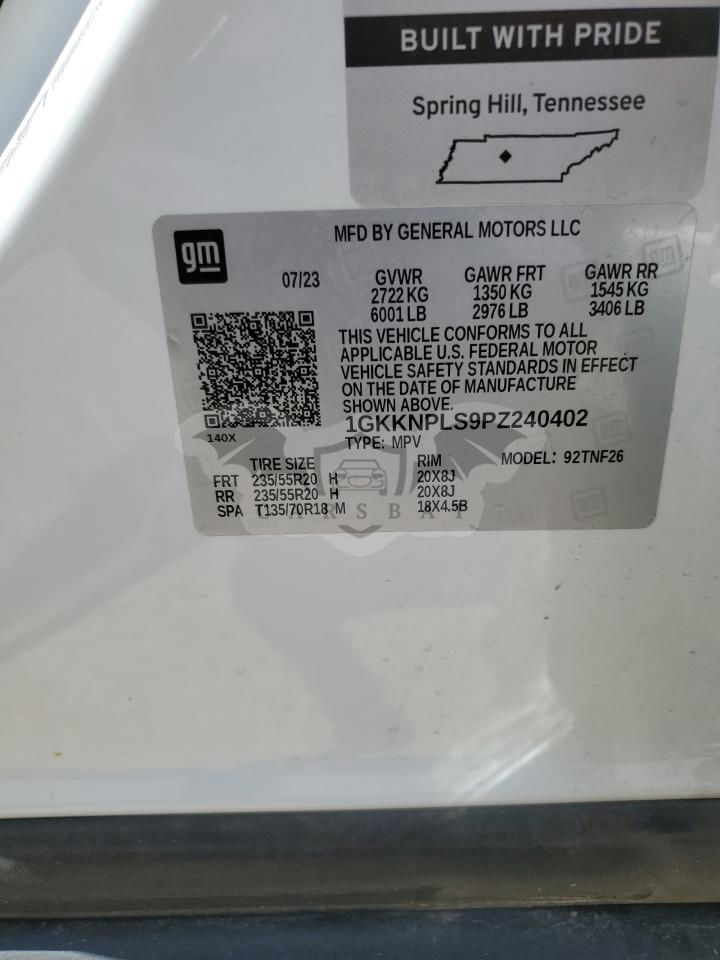 BUILT WITH PRIDE
Spring Hill, Tennessee
gm
MFD BY GENERAL MOTORS LLC
07/23 GVWR GAWR FRT GAWR RR
2722 KG 1350 KG 1545 KG
6001 LB 2976 LB 3406 LB
THIS VEHICLE CONFORMS TO ALL
APPLICABLE U.S. FEDERAL MOTOR
VEHICLE SAFETY STANDARDS IN EFFECT
ON THE DATE OF MANUFACTURE
SHOWN ABOVE.
1GKKNPLS9PZ240402
140X
TYPE: MPV
TIRE SIZE RIM MODEL: 92TNF26
FRT 235/55R20 H 20X8J
RR 235/55R20 H 20X8J
SPA T135/70R18 M 18X4.5B
CARSBAT